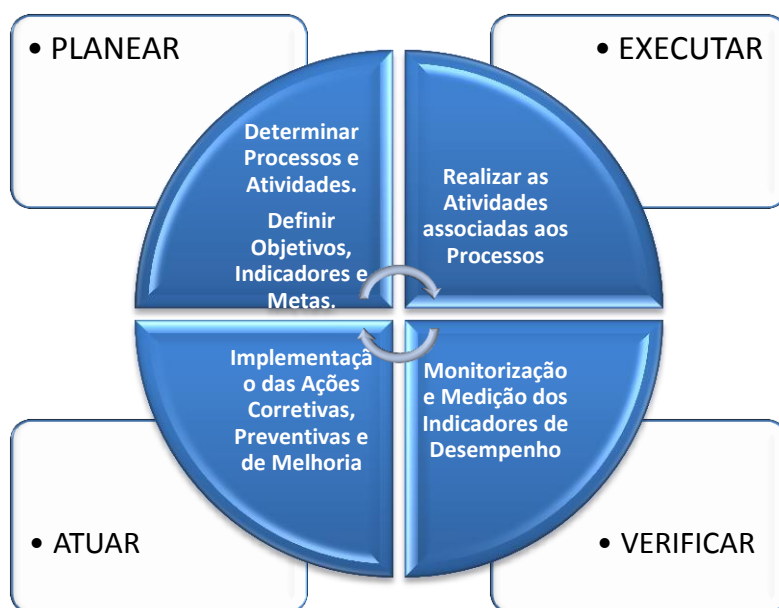 • PLANEAR
• EXECUTAR
Determinar
Processos e
Atividades.
Definir
Objetivos,
Indicadores e
Metas.
Realizar as
Atividades
associadas aos
Processos
Implementaçã
o das Ações
Corretivas,
Preventivas e
de Melhoria
Monitorização
e Medição dos
Indicadores de
Desempenho
• ATUAR
• VERIFICAR